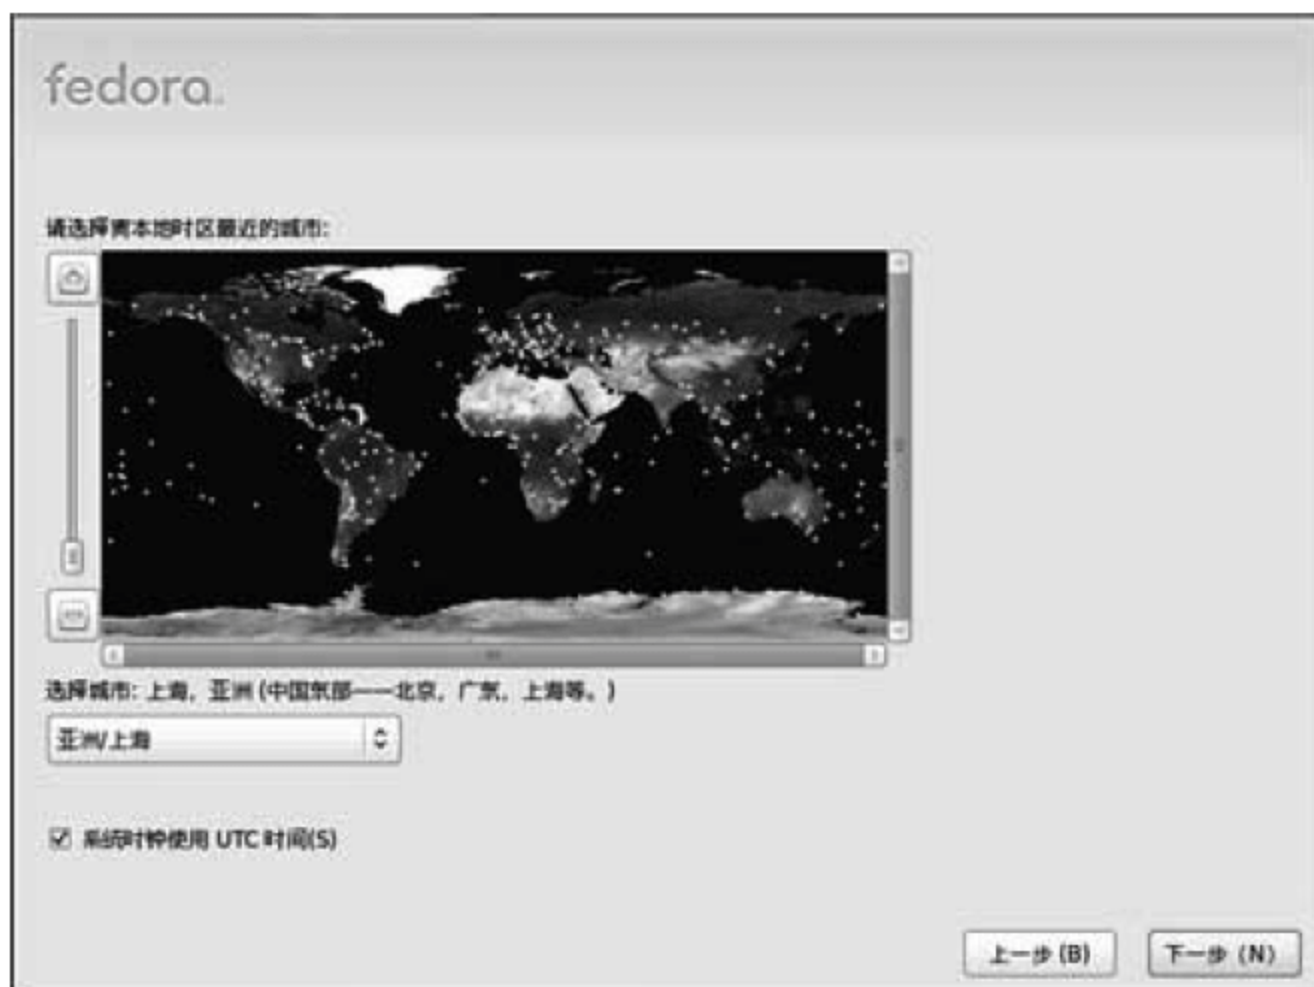 fedora.
请选择离本地时区最近的城市:
选择城市: 上海, 亚洲 (中国东部——北京, 广东, 上海等。)
亚洲/上海
系统时钟使用 UTC 时间(S)
上一步 (B)
下一步 (N)